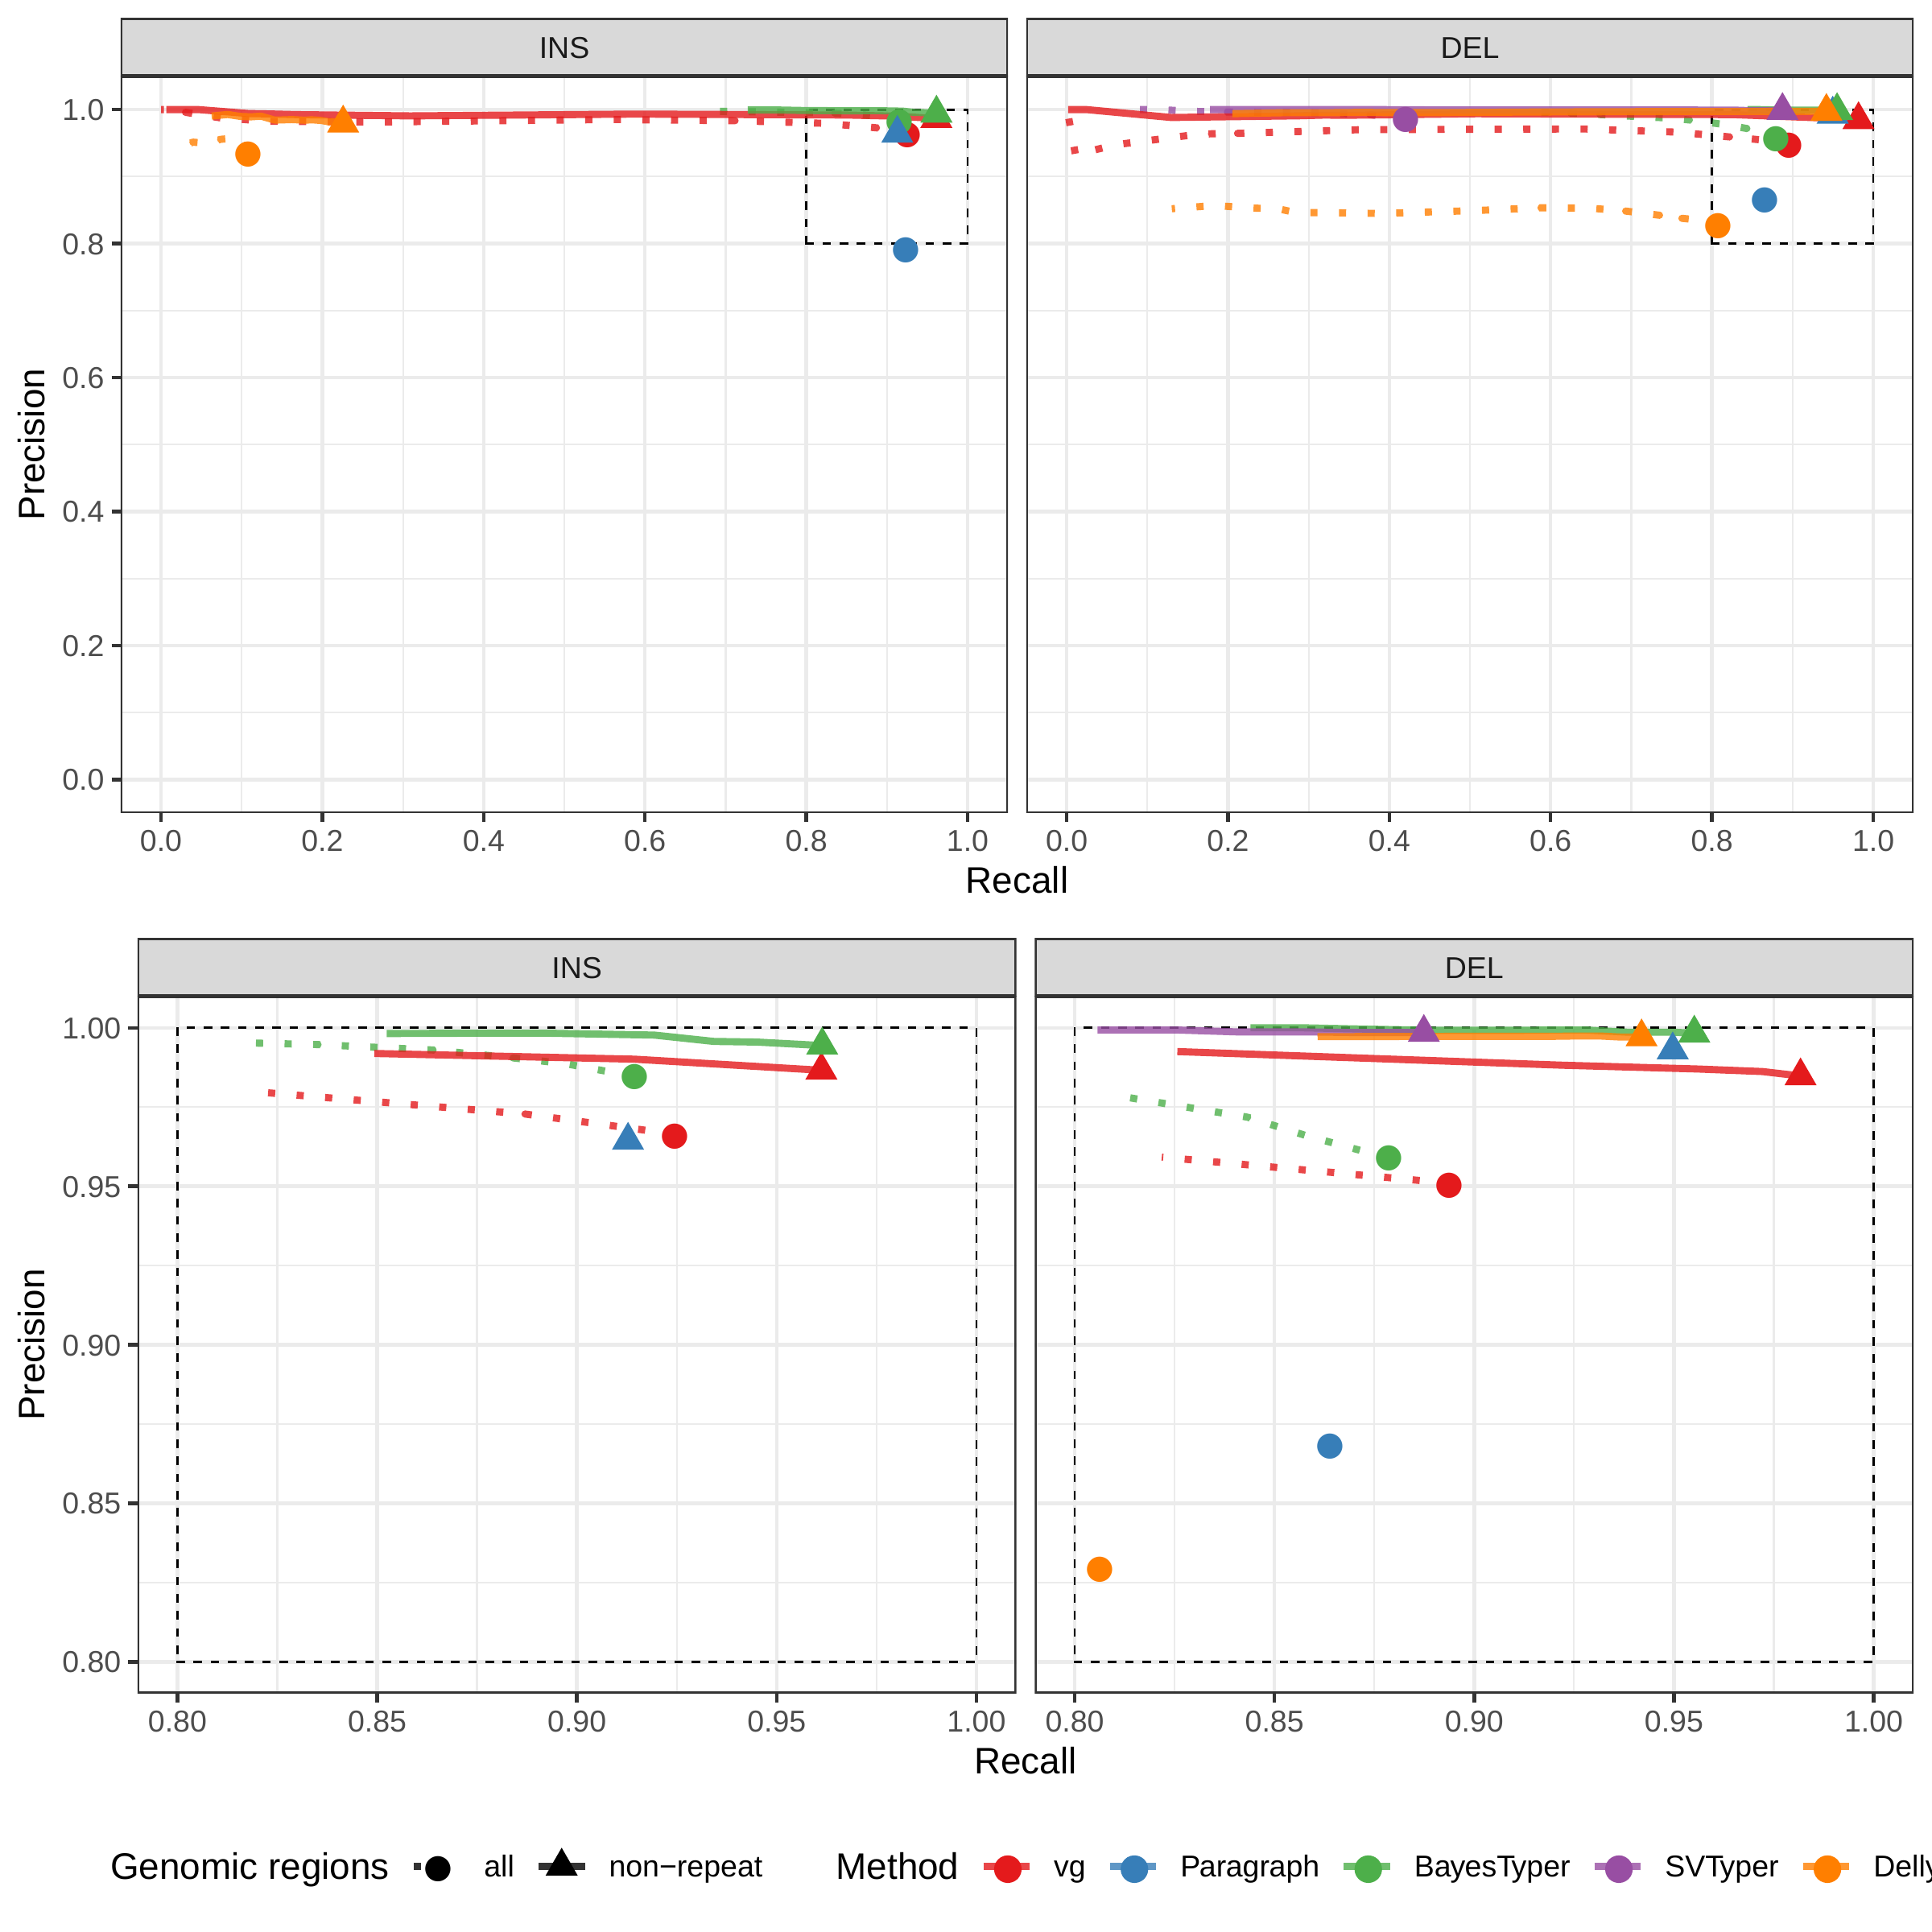 INS DEL
1.0
0.8
0.6
0.4
0.2
0.0
Precision
0.0 0.2 0.4 0.6 0.8 1.0 0.0 0.2 0.4 0.6 0.8 1.0
Recall
INS DEL
1.00
0.95
0.90
0.85
0.80
Precision
0.80 0.85 0.90 0.95 1.00 0.80 0.85 0.90 0.95 1.00
Recall
Genomic regions all non−repeat Method vg Paragraph BayesTyper SVTyper Delly